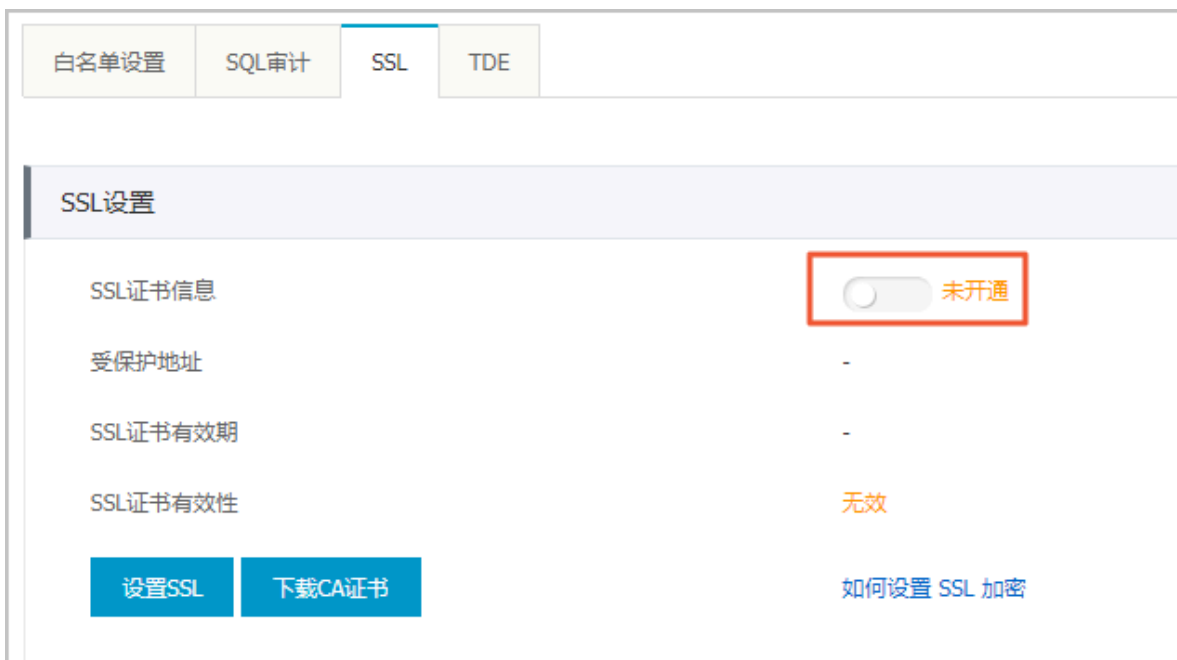 白名单设置 SQL审计 SSL TDE
SSL设置
SSL证书信息 未开通
受保护地址 -
SSL证书有效期 -
SSL证书有效性 无效
设置SSL 下载CA证书 如何设置 SSL 加密